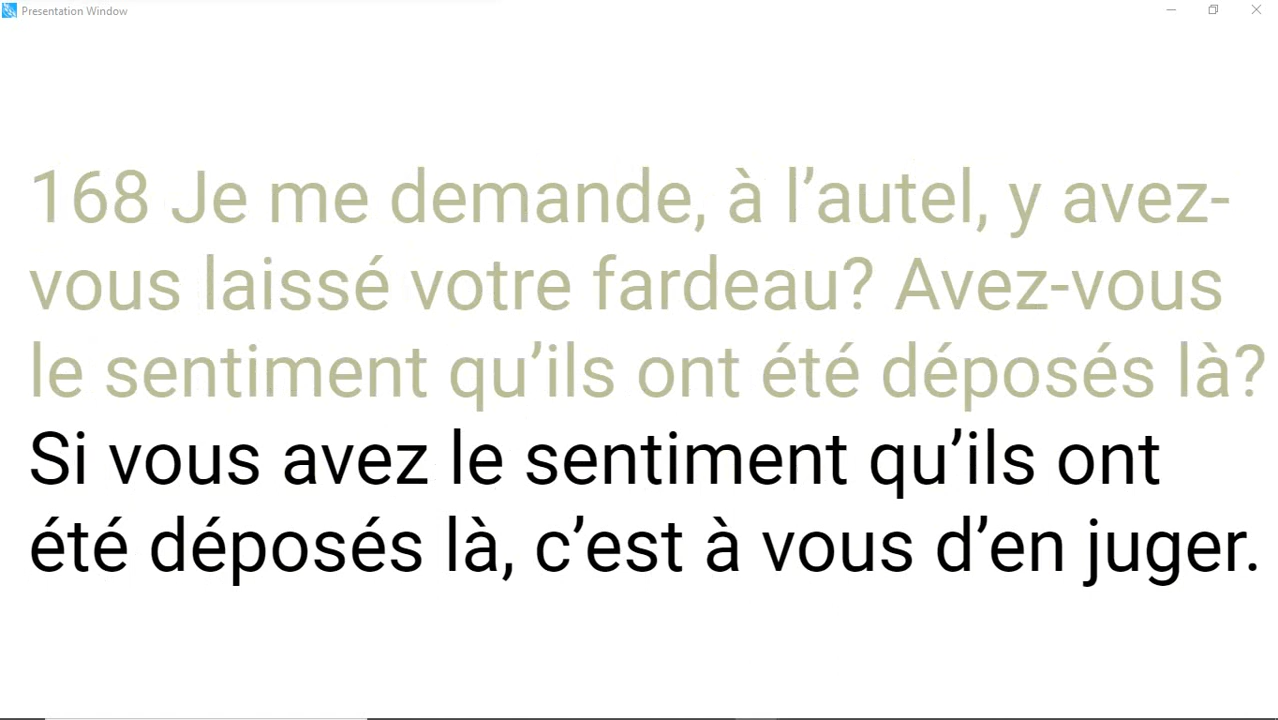 Presentation Window
168 Je me demande, à l’autel, y avez-
vous laissé votre fardeau? Avez-vous
le sentiment qu’ils ont été déposés là?
Si vous avez le sentiment qu’ils ont
été déposés là, c’est à vous d’en juger.